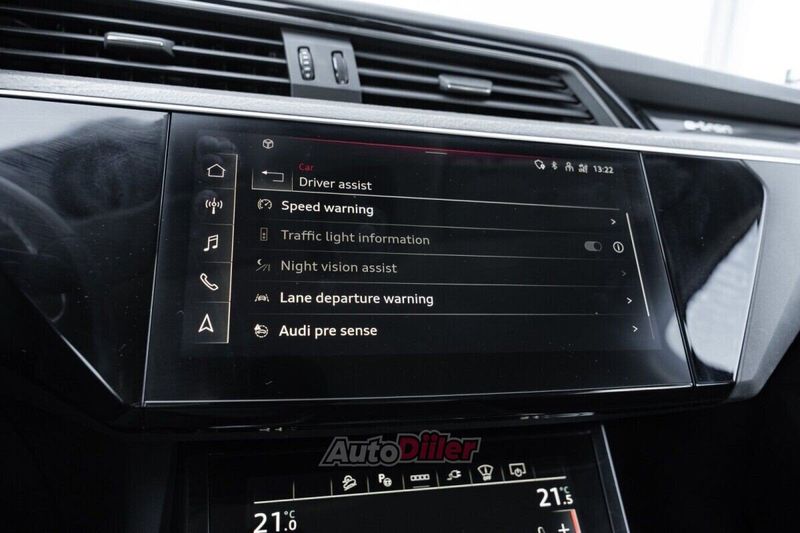 e-tron
13:22
Car
Driver assist
Speed warning
Traffic light information
Night vision assist
Lane departure warning
Audi pre sense
AutoDiiler
OFF
21.0 °C
21.5 °C
+